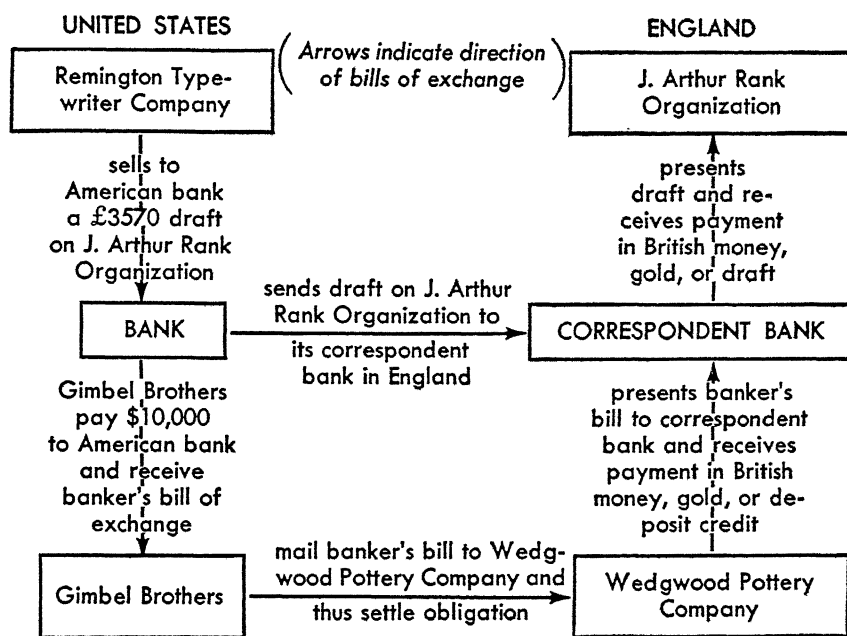 UNITED STATES
ENGLAND
(Arrows indicate direction
of bills of exchange)
Remington Type-
writer Company
J. Arthur Rank
Organization
sells to
American bank
a £3570 draft
on J. Arthur Rank
Organization
presents
draft and re-
ceives payment
in British money,
gold, or draft
BANK
sends draft on J. Arthur
Rank Organization to
its correspondent
bank in England
CORRESPONDENT BANK
Gimbel Brothers
pay $10,000
to American bank
and receive
banker's bill of
exchange
presents banker's
bill to correspondent
bank and receives
payment in British
money, gold, or de-
posit credit
Gimbel Brothers
mail banker's bill to Wedg-
wood Pottery Company and
thus settle obligation
Wedgwood Pottery
Company